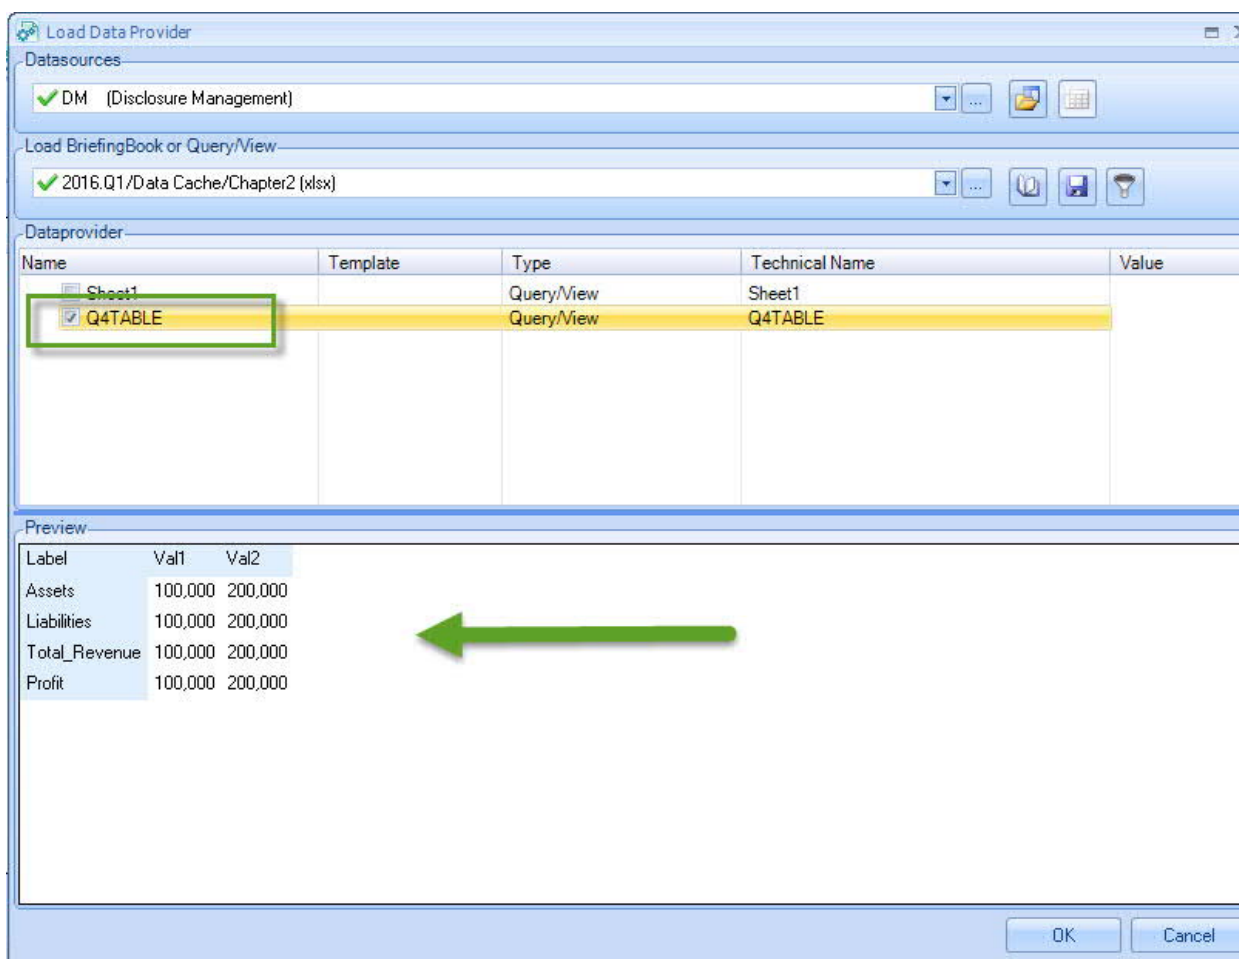 Load Data Provider
Datasources
DM (Disclosure Management)
...
Load BriefingBook or Query/View
2016.Q1/Data Cache/Chapter2 (xlsx)
...
Dataprovider
Name Template Type Technical Name Value
Sheet1 Query/View Sheet1
Q4TABLE Query/View Q4TABLE
Preview
Label Val1 Val2
Assets 100,000 200,000
Liabilities 100,000 200,000
Total_Revenue 100,000 200,000
Profit 100,000 200,000
OK Cancel